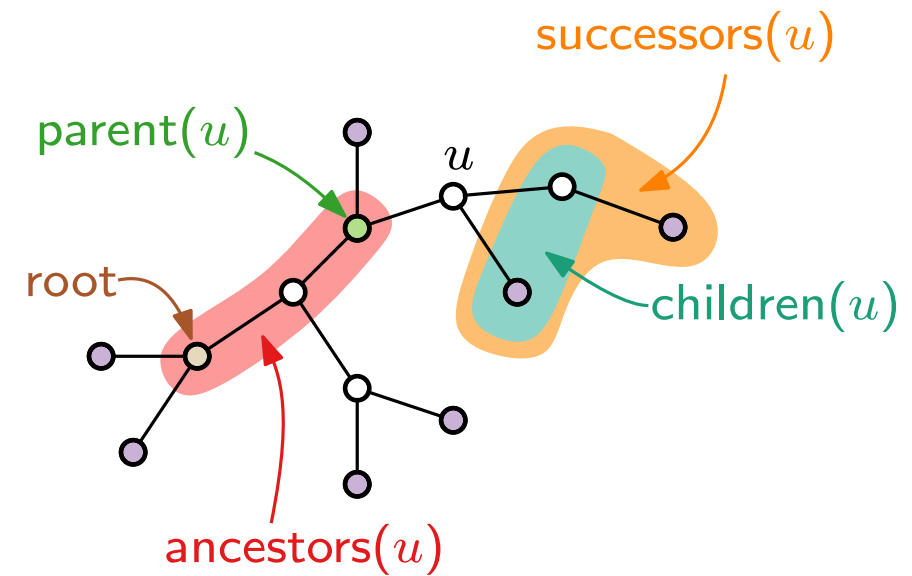 successors(u)
parent(u)
u
root
children(u)
ancestors(u)